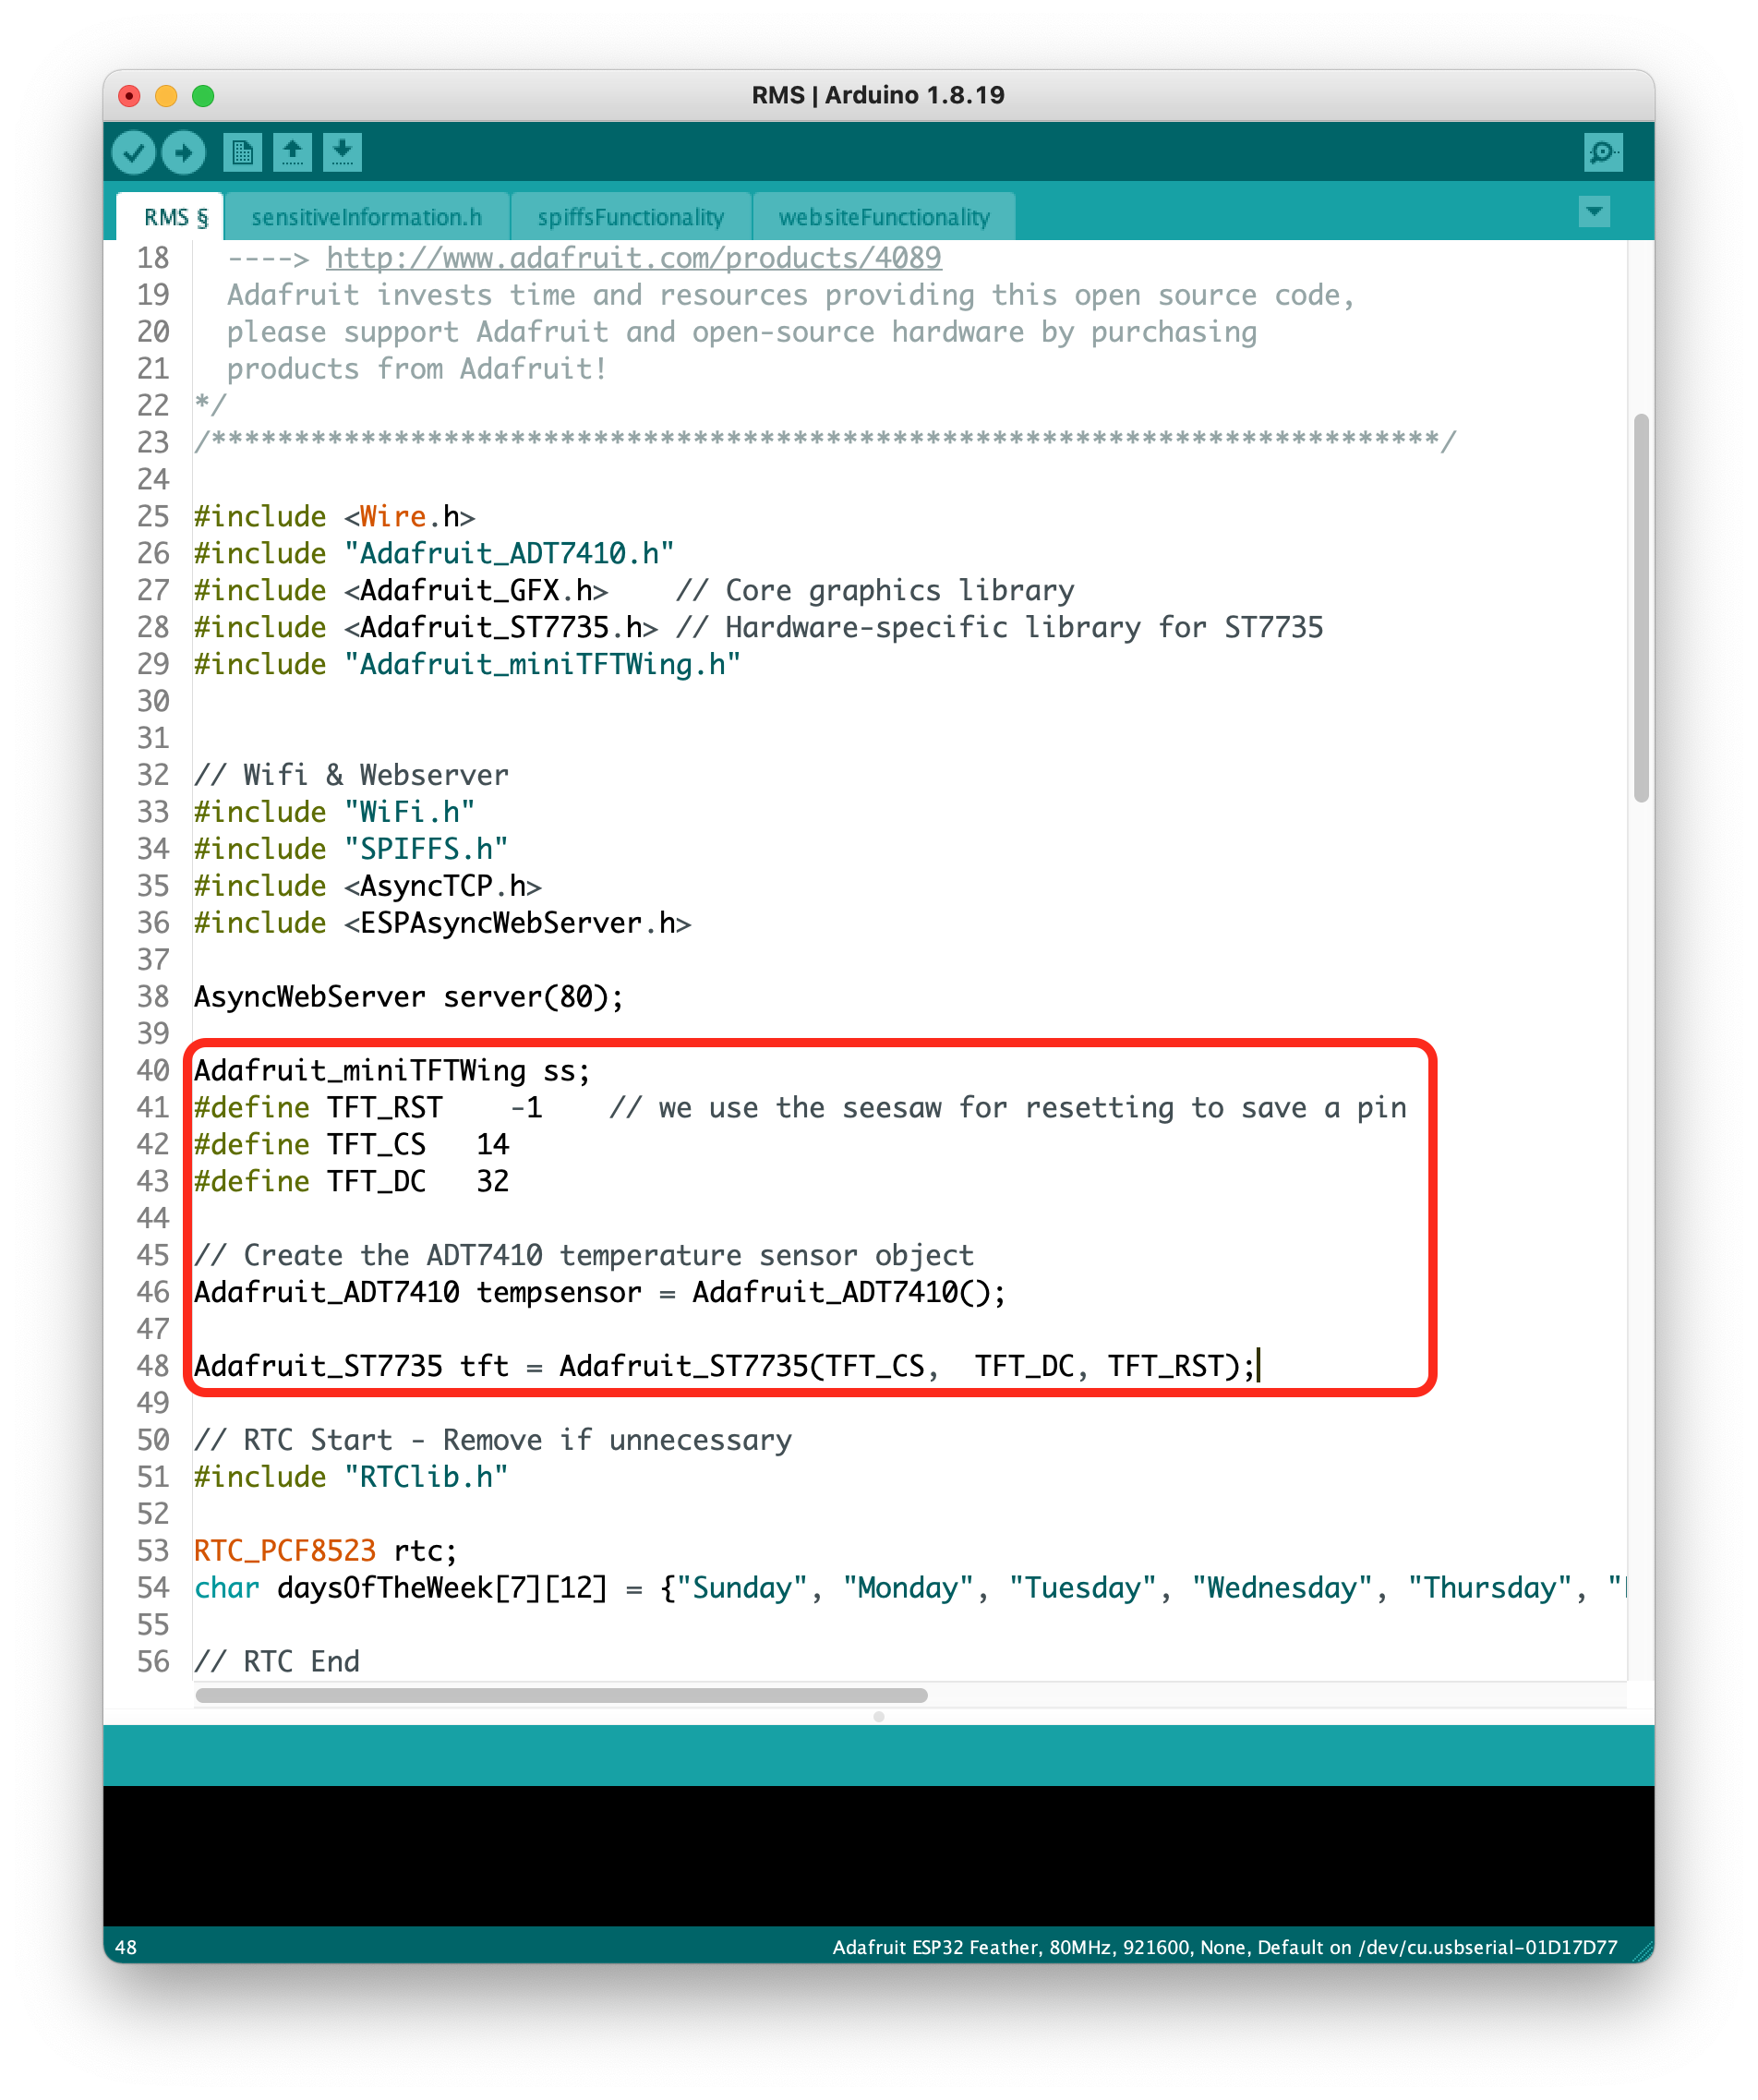 RMS | Arduino 1.8.19
RMS § sensitiveInformation.h spiffsFunctionality websiteFunctionality
18 ----> http://www.adafruit.com/products/4089
19 Adafruit invests time and resources providing this open source code,
20 please support Adafruit and open-source hardware by purchasing
21 products from Adafruit!
22 */
23 /**************************************************************************/
24
25 #include <Wire.h>
26 #include "Adafruit_ADT7410.h"
27 #include <Adafruit_GFX.h>    // Core graphics library
28 #include <Adafruit_ST7735.h> // Hardware-specific library for ST7735
29 #include "Adafruit_miniTFTWing.h"
30
31
32 // Wifi & Webserver
33 #include "WiFi.h"
34 #include "SPIFFS.h"
35 #include <AsyncTCP.h>
36 #include <ESPAsyncWebServer.h>
37
38 AsyncWebServer server(80);
39
40 Adafruit_miniTFTWing ss;
41 #define TFT_RST    -1    // we use the seesaw for resetting to save a pin
42 #define TFT_CS   14
43 #define TFT_DC   32
44
45 // Create the ADT7410 temperature sensor object
46 Adafruit_ADT7410 tempsensor = Adafruit_ADT7410();
47
48 Adafruit_ST7735 tft = Adafruit_ST7735(TFT_CS,  TFT_DC, TFT_RST);
49
50 // RTC Start - Remove if unnecessary
51 #include "RTClib.h"
52
53 RTC_PCF8523 rtc;
54 char daysOfTheWeek[7][12] = {"Sunday", "Monday", "Tuesday", "Wednesday", "Thursday", "
55
56 // RTC End
48 Adafruit ESP32 Feather, 80MHz, 921600, None, Default on /dev/cu.usbserial-01D17D77